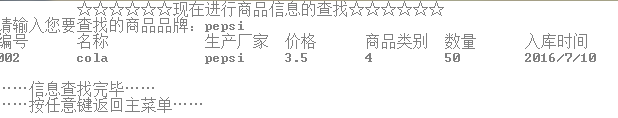 ☆☆☆☆☆☆现在进行商品信息的查找☆☆☆☆☆☆
请输入您要查找的商品品牌：pepsi
编号 名称 生产厂家 价格 商品类别 数量 入库时间
002 cola pepsi 3.5 4 50 2016/7/10
……信息查找完毕……
……按任意键返回主菜单……